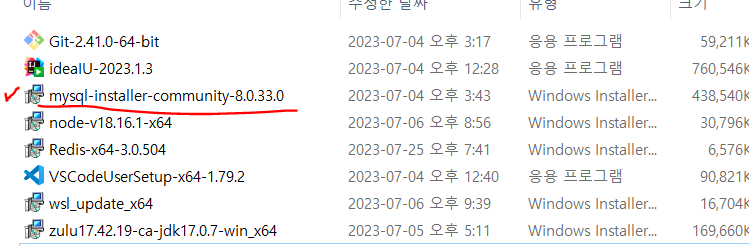 이름 수정한 날짜 유형 크기
Git-2.41.0-64-bit 2023-07-04 오후 3:17 응용 프로그램 59,211K
ideaIU-2023.1.3 2023-07-04 오후 12:28 응용 프로그램 760,546K
mysql-installer-community-8.0.33.0 2023-07-04 오후 3:43 Windows Installer... 438,540K
node-v18.16.1-x64 2023-07-06 오후 8:56 Windows Installer... 30,796K
Redis-x64-3.0.504 2023-07-25 오후 7:41 Windows Installer... 6,576K
VSCodeUserSetup-x64-1.79.2 2023-07-04 오후 12:40 응용 프로그램 90,821K
wsl_update_x64 2023-07-06 오후 9:39 Windows Installer... 16,704K
zulu17.42.19-ca-jdk17.0.7-win_x64 2023-07-05 오후 5:11 Windows Installer... 169,660K